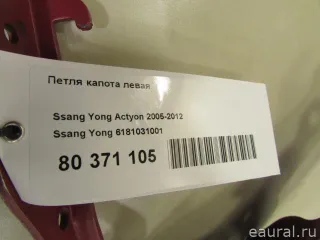 Петля капота левая
Ssang Yong Actyon 2005-2012
Ssang Yong 6181031001
80 371 105
eaural.ru